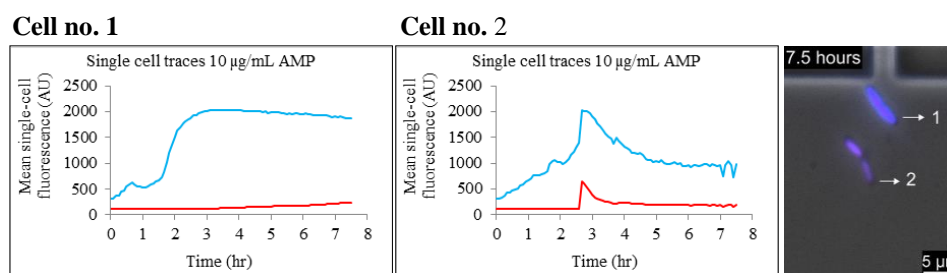 Cell no. 1
Single cell traces 10 µg/mL AMP
Mean single-cell
fluorescence (AU)
2500
2000
1500
1000
500
0
0 1 2 3 4 5 6 7 8
Time (hr)
Cell no. 2
Single cell traces 10 µg/mL AMP
Mean single-cell
fluorescence (AU)
2500
2000
1500
1000
500
0
0 1 2 3 4 5 6 7 8
Time (hr)
7.5 hours
1
2
5